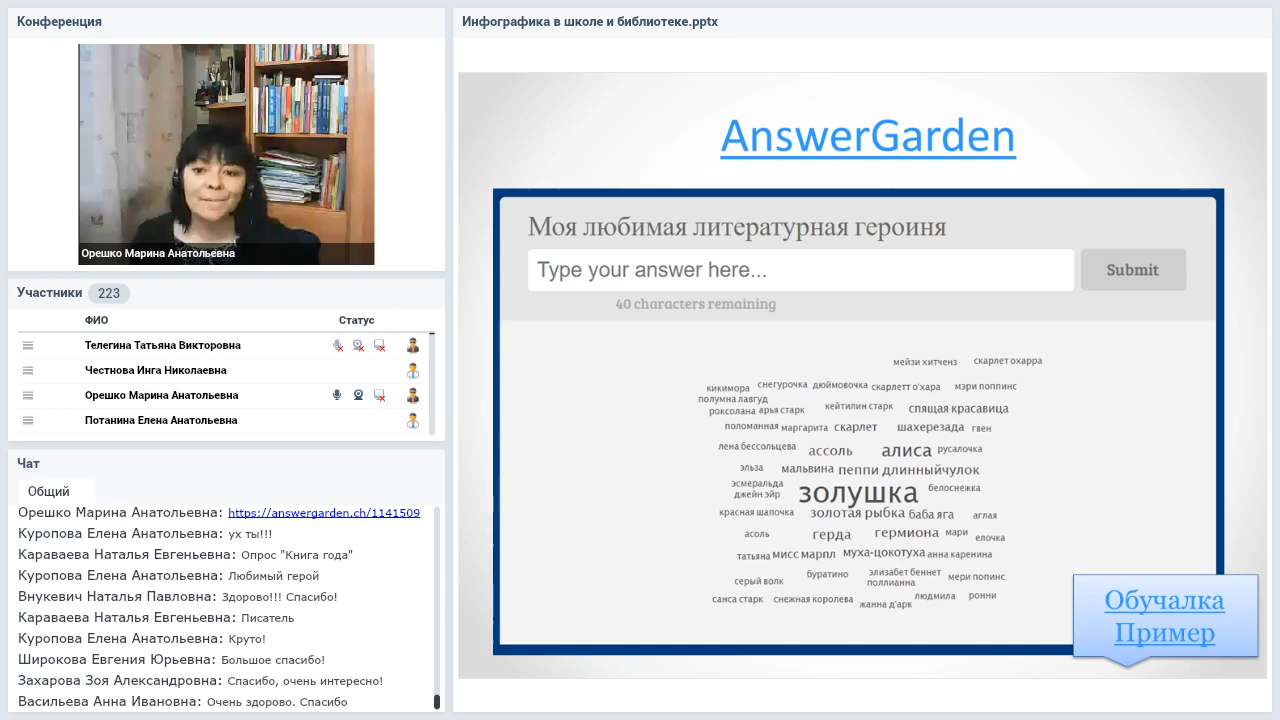 Конференция
Орешко Марина Анатольевна
Участники 223
ФИО Статус
Телегина Татьяна Викторовна
Честнова Инга Николаевна
Орешко Марина Анатольевна
Потанина Елена Анатольевна
Чат
Общий
Орешко Марина Анатольевна: https://answergarden.ch/1141509
Куропова Елена Анатольевна: ух ты!!!
Караваева Наталья Евгеньевна: Опрос "Книга года"
Куропова Елена Анатольевна: Любимый герой
Внукевич Наталья Павловна: Здорово!!! Спасибо!
Караваева Наталья Евгеньевна: Писатель
Куропова Елена Анатольевна: Круто!
Широкова Евгения Юрьевна: Большое спасибо!
Захарова Зоя Александровна: Спасибо, очень интересно!
Васильева Анна Ивановна: Очень здорово. Спасибо
Инфографика в школе и библиотеке.pptx
AnswerGarden
Моя любимая литературная героиня
Type your answer here...
Submit
40 characters remaining
мейзи хитченз скарлет охарра
кикимора снегурочка дюймовочка скарлетт о'хара мэри поппинс
полумна лавгуд
роксолана арья старк кейтилин старк спящая красавица
поломанная маргарита скарлет шахерезада гвен
лена бессольцева ассоль алиса русалочка
эльза мальвина пеппи длинныйчулок
эсмеральда
джейн эйр золушка белоснежка
красная шапочка золотая рыбка баба яга аглая
асоль герда гермиона мари елочка
татьяна мисс марпл муха-цокотуха анна каренина
серый волк буратино элизабет беннет мери попинс
поллианна
санса старк снежная королева жанна д'арк людмила ронни
Обучалка
Пример